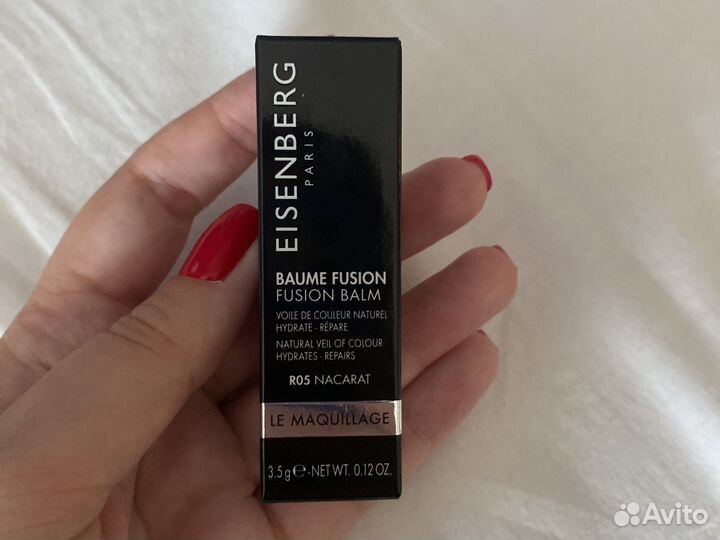 EISENBERG
PARIS
BAUME FUSION
FUSION BALM
VOILE DE COULEUR NATUREL
HYDRATE - RÉPARE
NATURAL VEIL OF COLOUR
HYDRATES - REPAIRS
R05 NACARAT
LE MAQUILLAGE
3.5g℮-NET WT. 0.12 OZ.
Avito